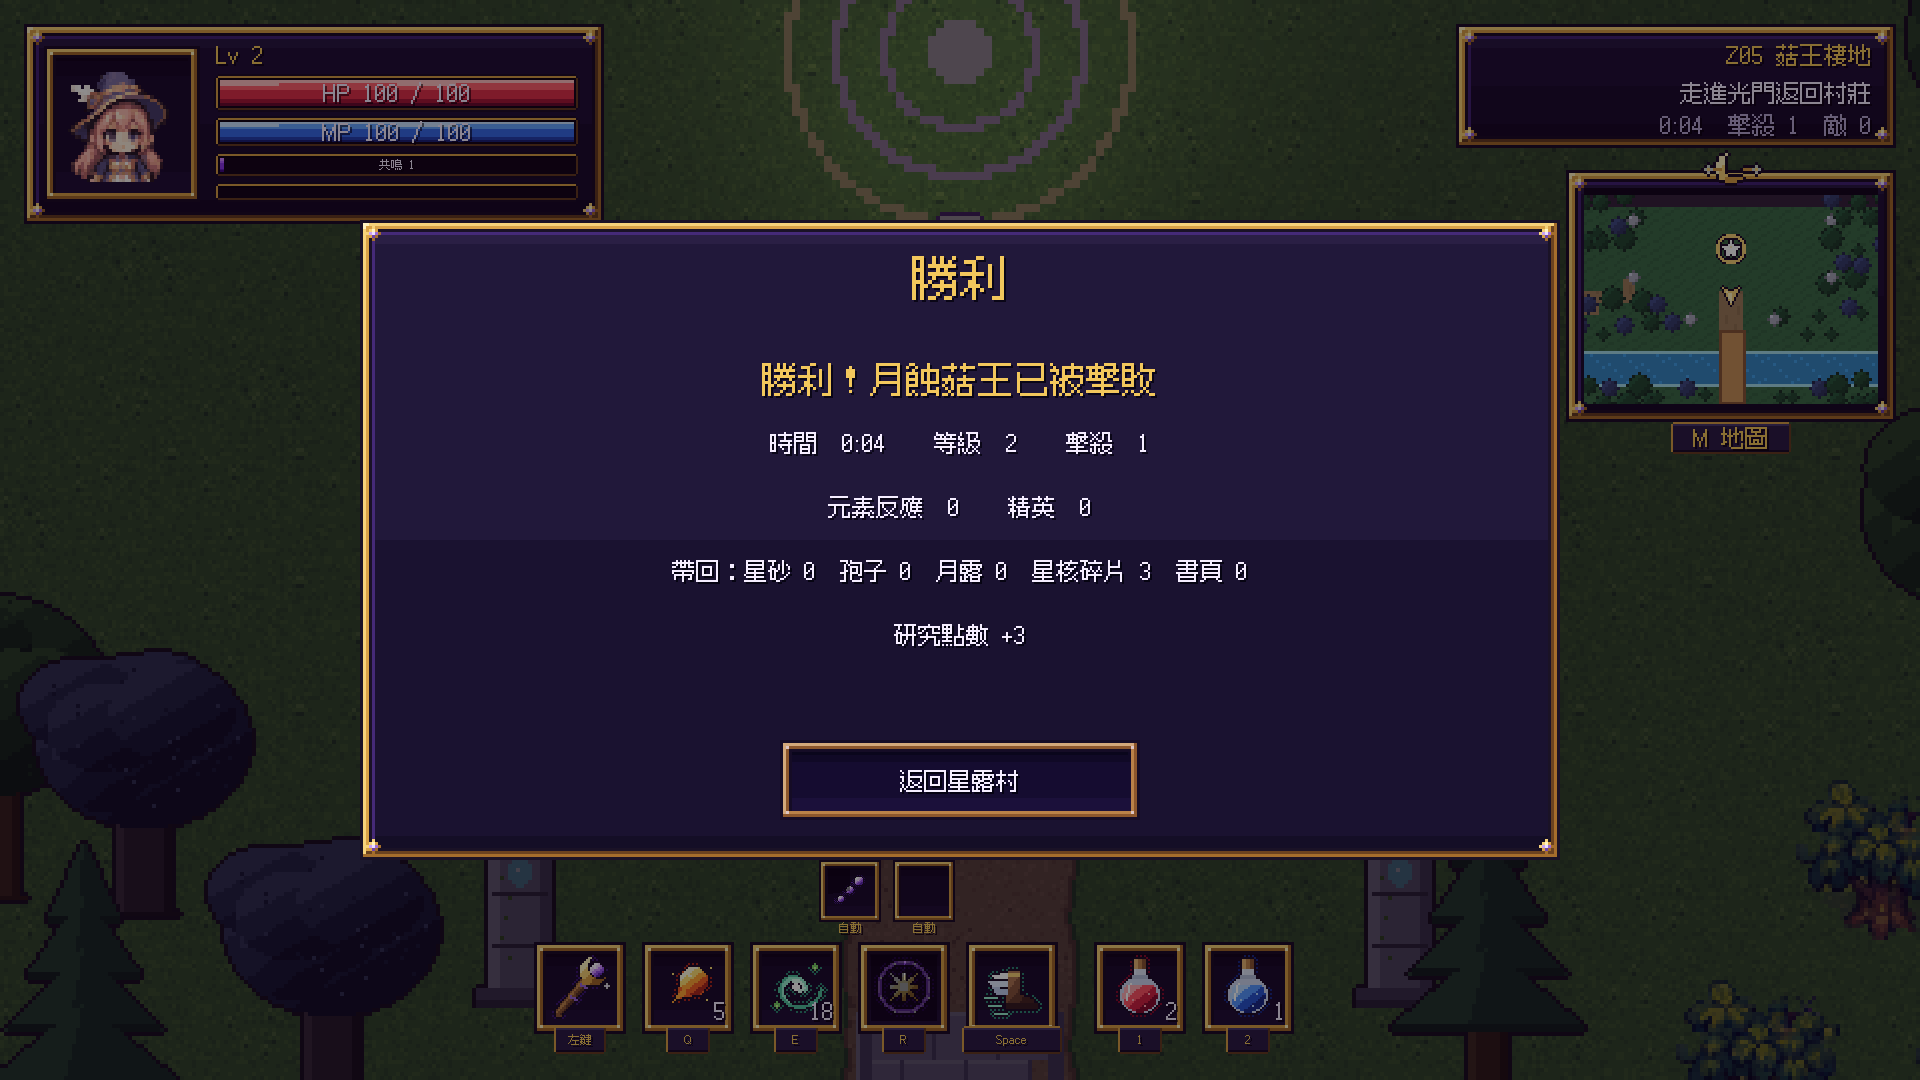 Lv 2
HP 100 / 100
MP 100 / 100
共鳴 1
Z05 菇王棲地
走進光門返回村莊
0:04 擊殺 1 敵 0
M 地圖
勝利
勝利！月蝕菇王已被擊敗
時間 0:04 等級 2 擊殺 1
元素反應 0 精英 0
帶回：星砂 0 孢子 0 月露 0 星核碎片 3 書頁 0
研究點數 +3
返回星露村
自動 自動
5 18 2 1
左鍵 Q E R Space 1 2